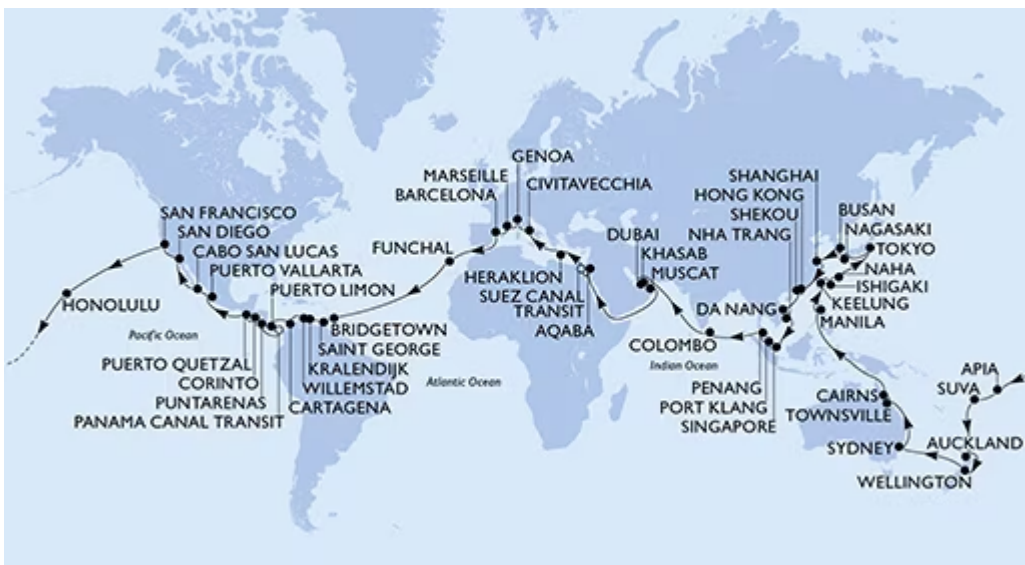 GENOA
MARSEILLE
BARCELONA
CIVITAVECCHIA
SHANGHAI
HONG KONG
SHEKOU
NHA TRANG
BUSAN
NAGASAKI
TOKYO
SAN FRANCISCO
SAN DIEGO
CABO SAN LUCAS
PUERTO VALLARTA
PUERTO LIMON
FUNCHAL
DUBAI
KHASAB
MUSCAT
HERAKLION
SUEZ CANAL
TRANSIT
AQABA
NAHA
ISHIGAKI
KEELUNG
MANILA
HONOLULU
Pacific Ocean
DA NANG
BRIDGETOWN
SAINT GEORGE
KRALENDIJK
WILLEMSTAD
CARTAGENA
COLOMBO
Indian Ocean
PUERTO QUETZAL
CORINTO
PUNTARENAS
PANAMA CANAL TRANSIT
Atlantic Ocean
PENANG
PORT KLANG
SINGAPORE
APIA
SUVA
CAIRNS
TOWNSVILLE
SYDNEY
AUCKLAND
WELLINGTON